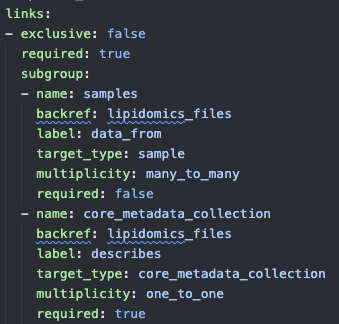 links:
- exclusive: false
  required: true
  subgroup:
  - name: samples
    backref: lipidomics_files
    label: data_from
    target_type: sample
    multiplicity: many_to_many
    required: false
  - name: core_metadata_collection
    backref: lipidomics_files
    label: describes
    target_type: core_metadata_collection
    multiplicity: one_to_one
    required: true